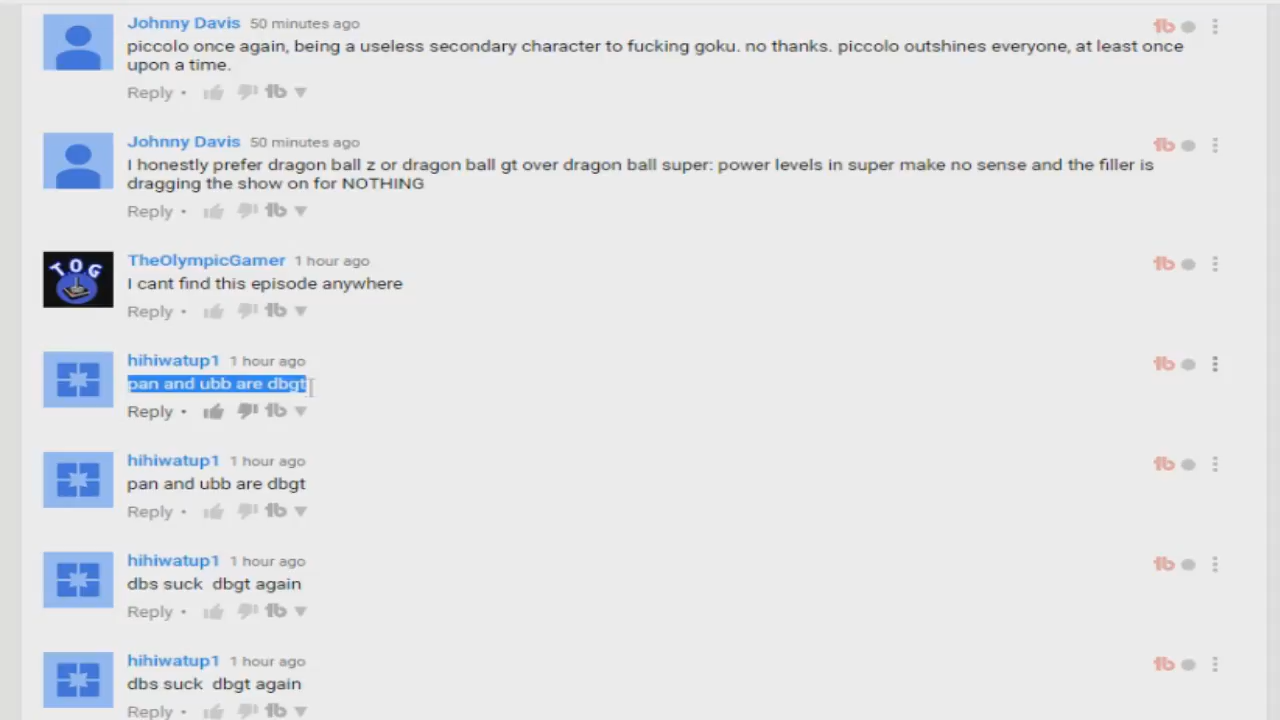 Johnny Davis 50 minutes ago
piccolo once again, being a useless secondary character to fucking goku. no thanks. piccolo outshines everyone, at least once
upon a time.
Reply •
Johnny Davis 50 minutes ago
I honestly prefer dragon ball z or dragon ball gt over dragon ball super: power levels in super make no sense and the filler is
dragging the show on for NOTHING
Reply •
TOG
TheOlympicGamer 1 hour ago
I cant find this episode anywhere
Reply •
hihiwatup1 1 hour ago
pan and ubb are dbgt
Reply •
hihiwatup1 1 hour ago
pan and ubb are dbgt
Reply •
hihiwatup1 1 hour ago
dbs suck  dbgt again
Reply •
hihiwatup1 1 hour ago
dbs suck  dbgt again
Reply •